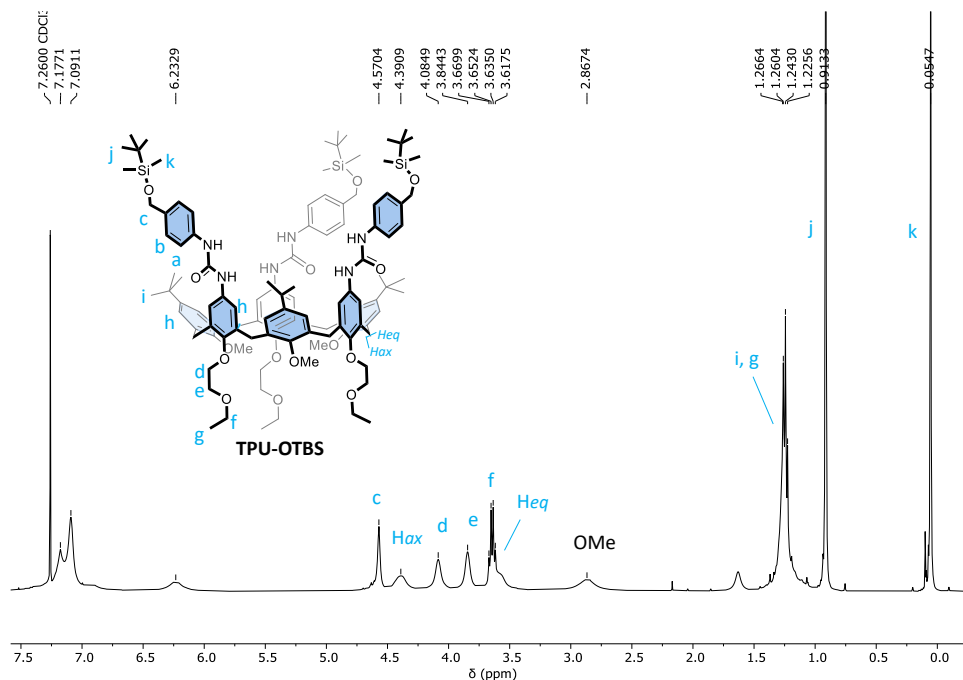 7.2600 CDCl3
7.1771
7.0911
6.2329
4.5704
4.3909
4.0849
3.8443
3.6699
3.6524
3.6350
3.6175
2.8674
1.2664
1.2604
1.2430
1.2256
0.9133
0.0547
j
Si
k
O
Si
O
Si
O
c
b
a
NH
NH
HN
O
NH
HN
O
NH
HN
O
i
h
h
OMe
OMe
MeO
Heq
Hax
O
O
O
d
e
O
O
O
f
g
TPU-OTBS
j
k
i, g
c
Hax
d
e
f
Heq
OMe
7.5 7.0 6.5 6.0 5.5 5.0 4.5 4.0 3.5 3.0 2.5 2.0 1.5 1.0 0.5 0.0
δ (ppm)